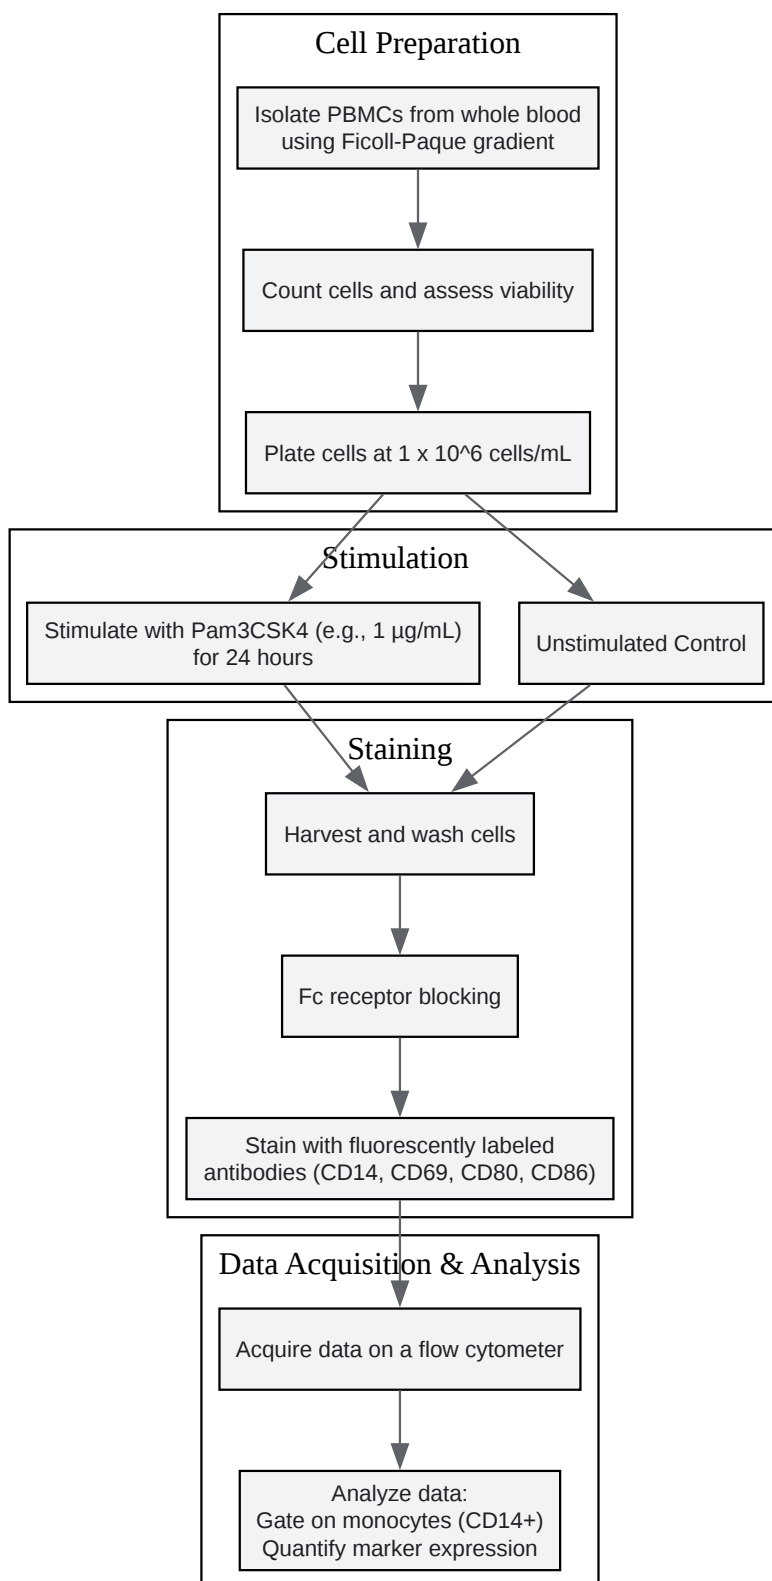 Cell Preparation
Isolate PBMCs from whole blood
using Ficoll-Paque gradient
Count cells and assess viability
Plate cells at 1 x 10^6 cells/mL
Stimulation
Stimulate with Pam3CSK4 (e.g., 1 µg/mL)
for 24 hours
Unstimulated Control
Staining
Harvest and wash cells
Fc receptor blocking
Stain with fluorescently labeled
antibodies (CD14, CD69, CD80, CD86)
Data Acquisition & Analysis
Acquire data on a flow cytometer
Analyze data:
Gate on monocytes (CD14+)
Quantify marker expression